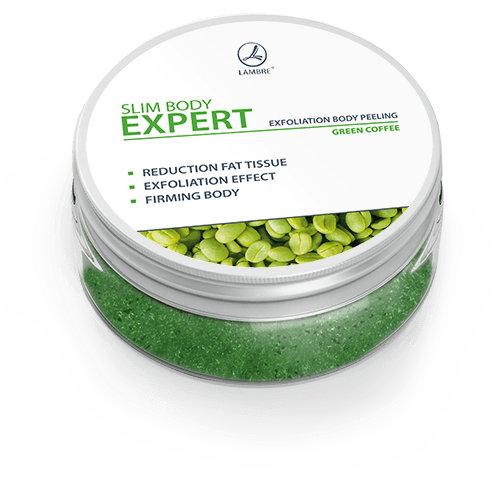 LAMBRE®
SLIM BODY
EXPERT
EXFOLIATION BODY PEELING
GREEN COFFEE
▪ REDUCTION FAT TISSUE
▪ EXFOLIATION EFFECT
▪ FIRMING BODY